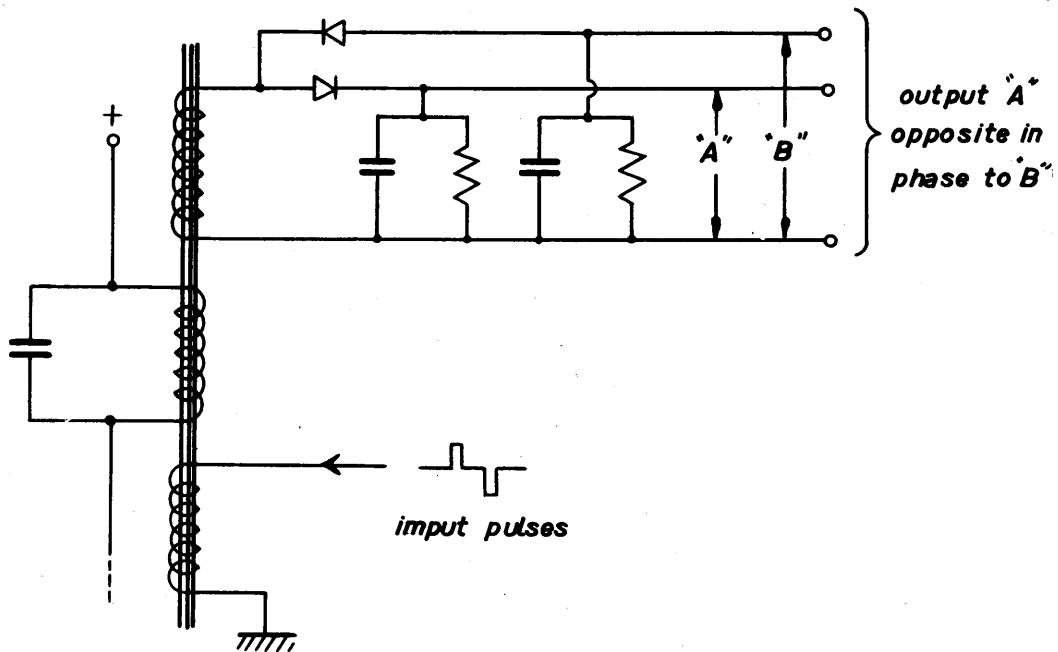 +
"A"
"B"
output "A"
opposite in
phase to "B"
imput pulses